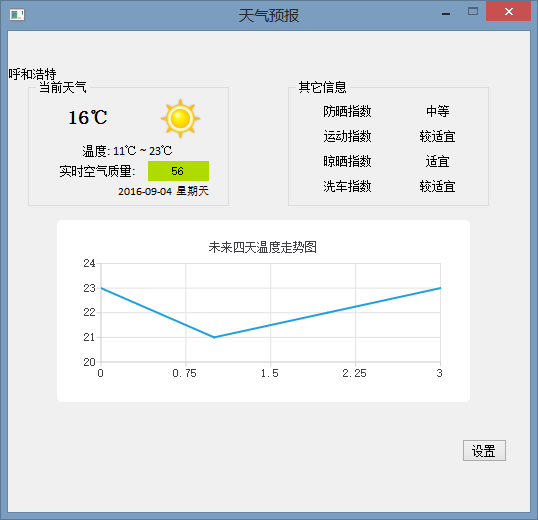 天气预报
呼和浩特
当前天气
16℃
温度: 11℃ ~ 23℃
实时空气质量: 56
2016-09-04 星期天
其它信息
防晒指数 中等
运动指数 较适宜
晾晒指数 适宜
洗车指数 较适宜
未来四天温度走势图
24
23
22
21
20
0 0.75 1.5 2.25 3
设置